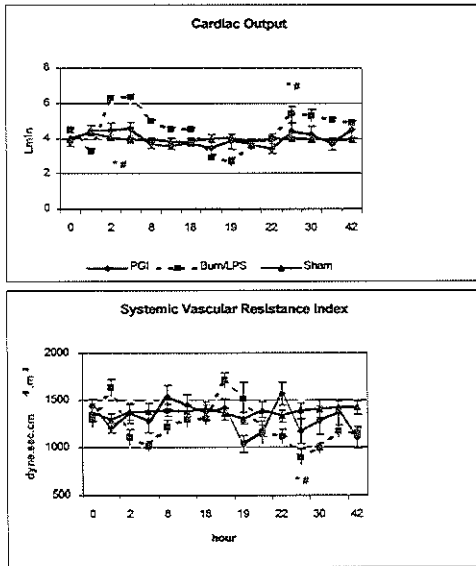 Cardiac Output
8
6
4
2
0
L/min
* #
* #
0 2 8 18 19 22 30 42
PGI Burn/LPS Sham
Systemic Vascular Resistance Index
2000
1500
1000
500
dyne.sec.cm
* #
0 2 8 18 19 22 30 42
hour